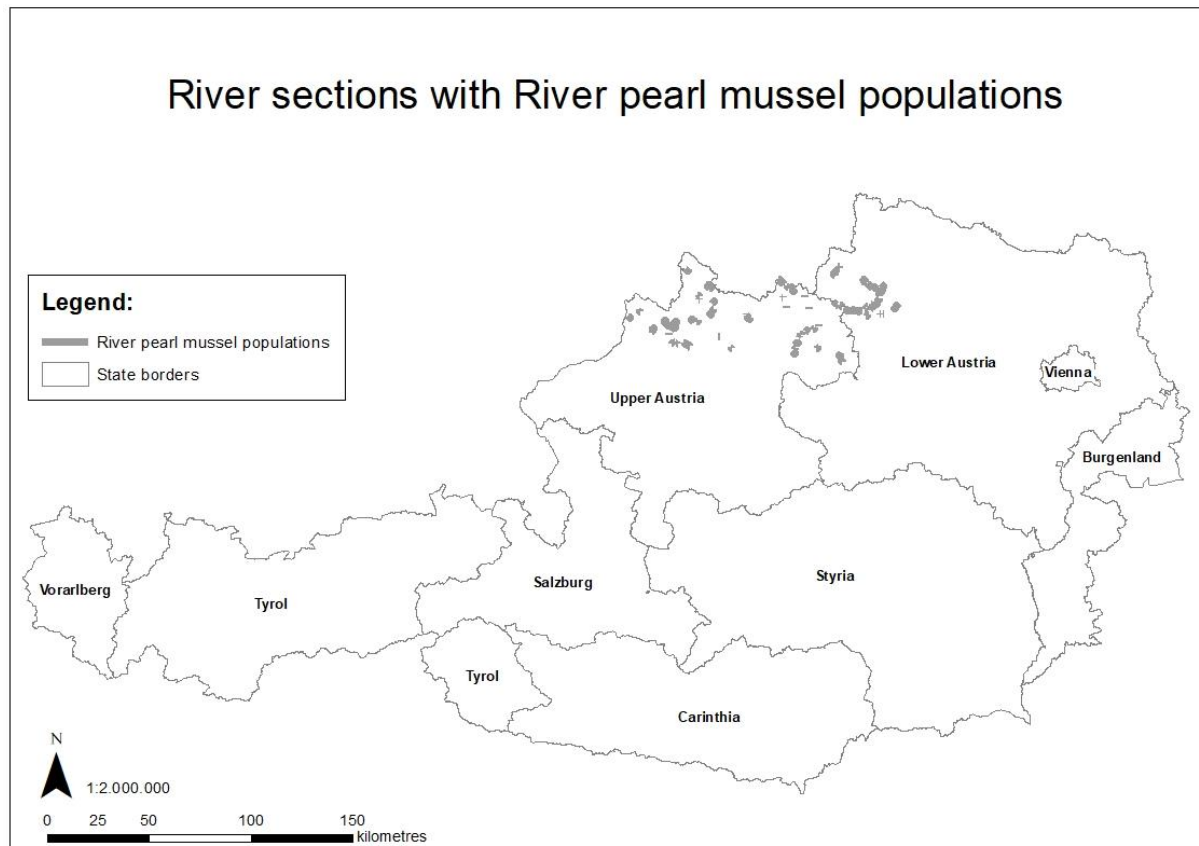 River sections with River pearl mussel populations
Legend:
River pearl mussel populations
State borders
Lower Austria
Vienna
Upper Austria
Burgenland
Vorarlberg
Tyrol
Salzburg
Styria
Tyrol
Carinthia
N
1:2.000.000
0 25 50 100 150
kilometres